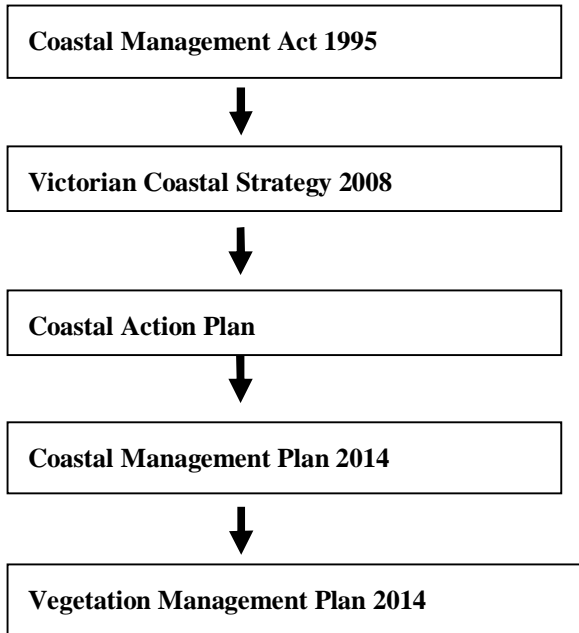 Coastal Management Act 1995
Victorian Coastal Strategy 2008
Coastal Action Plan
Coastal Management Plan 2014
Vegetation Management Plan 2014